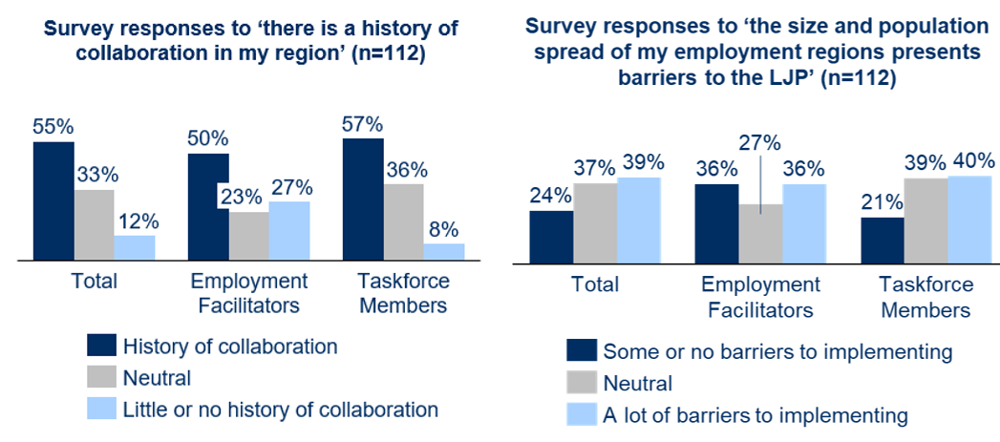 Survey responses to ‘there is a history of
collaboration in my region’ (n=112)
55%
33%
12%
50%
23%
27%
57%
36%
8%
Total
Employment
Facilitators
Taskforce
Members
History of collaboration
Neutral
Little or no history of collaboration
Survey responses to ‘the size and population
spread of my employment regions presents
barriers to the LJP’ (n=112)
24%
37%
39%
36%
27%
36%
21%
39%
40%
Total
Employment
Facilitators
Taskforce
Members
Some or no barriers to implementing
Neutral
A lot of barriers to implementing